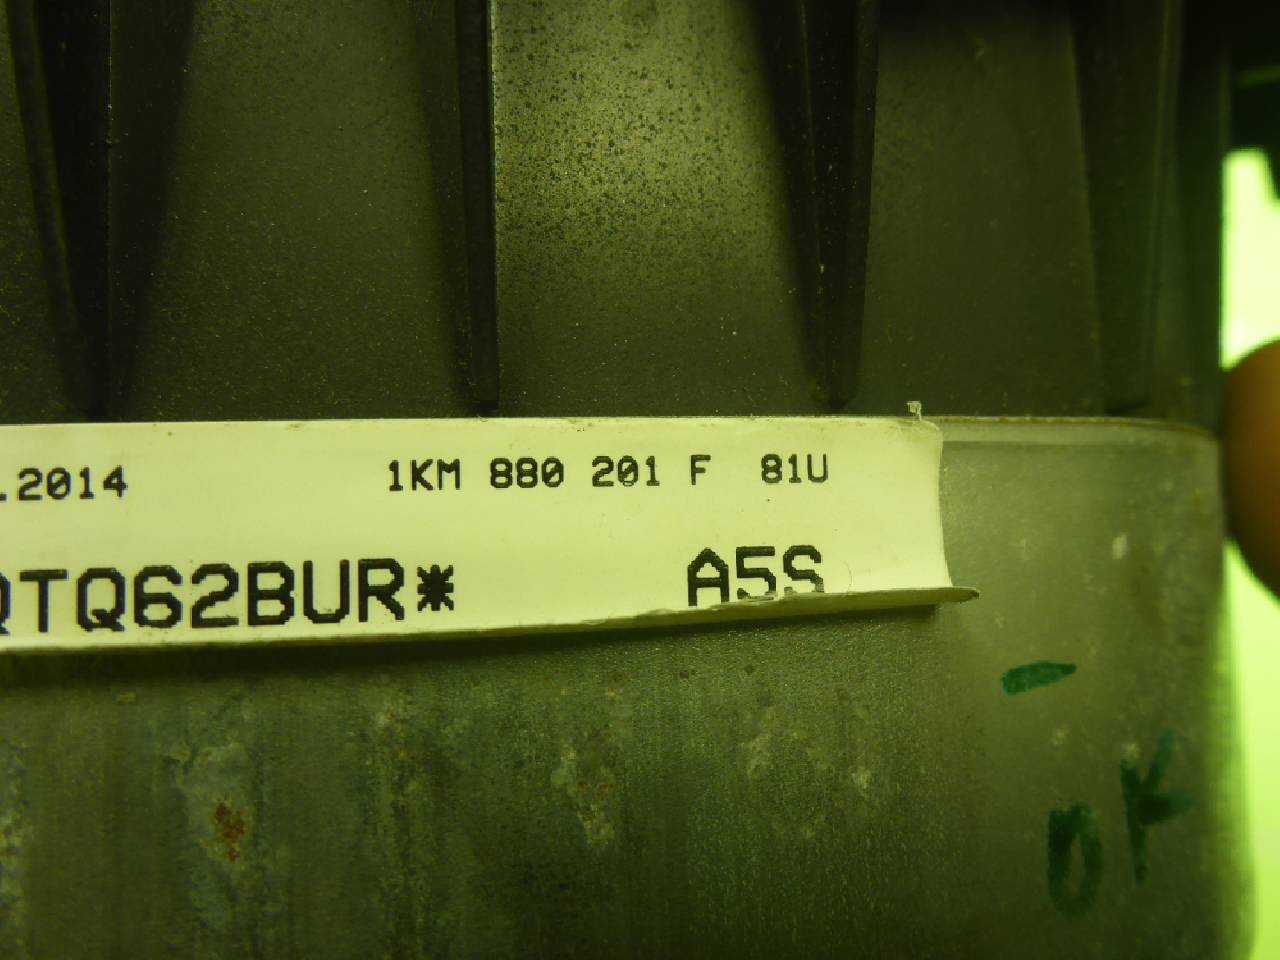 .2014 1KM 880 201 F 81U
QTQ62BUR* A5S
-
OK